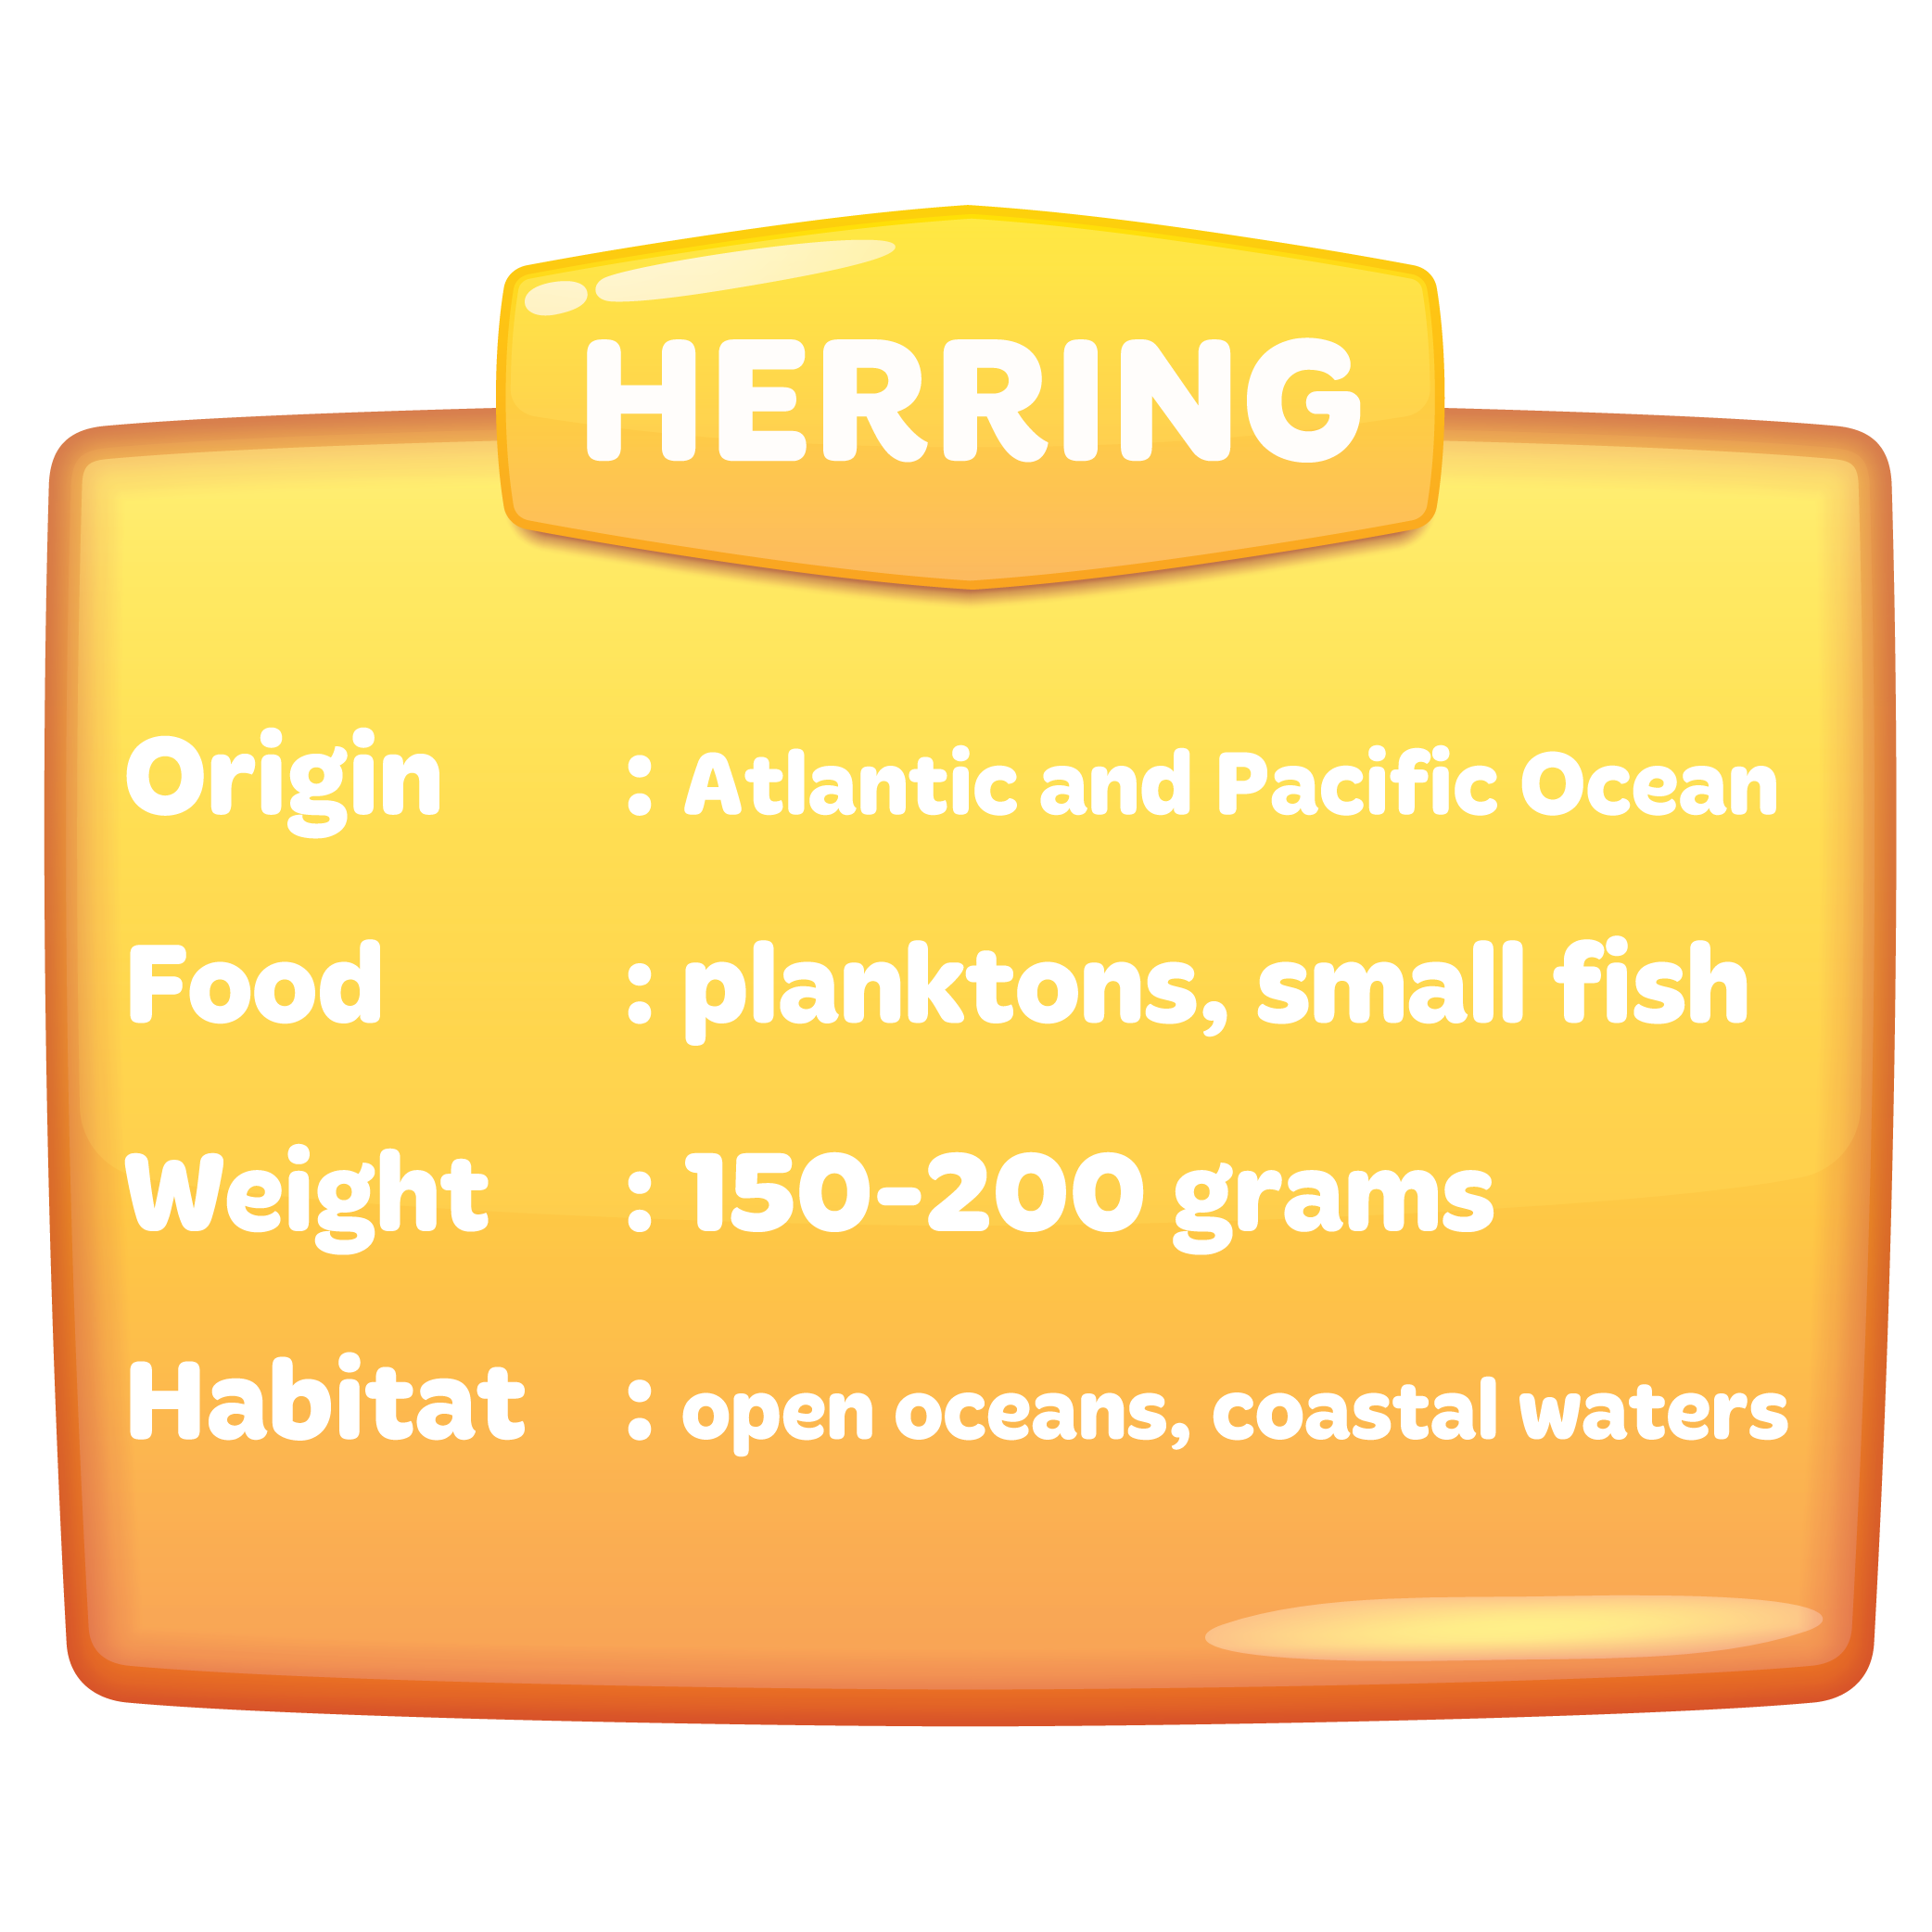 HERRING
Origin : Atlantic and Pacific Ocean
Food : planktons, small fish
Weight : 150-200 grams
Habitat : open oceans, coastal waters